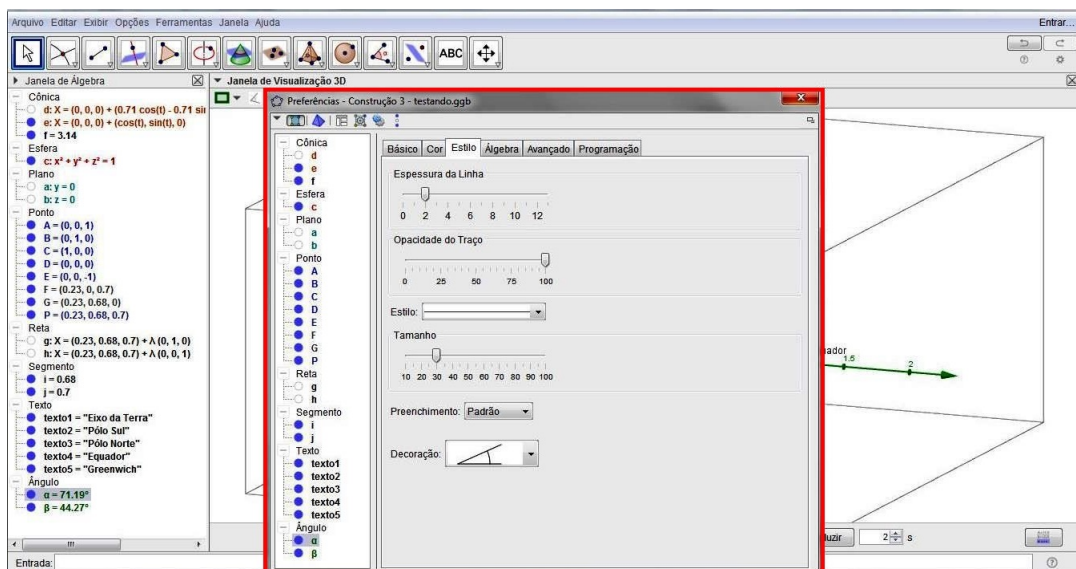 Arquivo Editar Exibir Opções Ferramentas Janela Ajuda
Entrar...
ABC
Janela de Álgebra
Janela de Visualização 3D
Cônica
d: X = (0, 0, 0) + (0.71 cos(t) - 0.71 sin
e: X = (0, 0, 0) + (cos(t), sin(t), 0)
f = 3.14
Esfera
c: x² + y² + z² = 1
Plano
a: y = 0
b: z = 0
Ponto
A = (0, 0, 1)
B = (0, 1, 0)
C = (1, 0, 0)
D = (0, 0, 0)
E = (0, 0, -1)
F = (0.23, 0, 0.7)
G = (0.23, 0.68, 0)
P = (0.23, 0.68, 0.7)
Reta
g: X = (0.23, 0.68, 0.7) + λ (0, 1, 0)
h: X = (0.23, 0.68, 0.7) + λ (0, 0, 1)
Segmento
i = 0.68
j = 0.7
Texto
texto1 = "Eixo da Terra"
texto2 = "Pólo Sul"
texto3 = "Pólo Norte"
texto4 = "Equador"
texto5 = "Greenwich"
Ângulo
α = 71.19°
β = 44.27°
Entrada:
Preferências - Construção 3 - testando.ggb
Cônica
d
e
f
Esfera
c
Plano
a
b
Ponto
A
B
C
D
E
F
G
P
Reta
g
h
Segmento
i
j
Texto
texto1
texto2
texto3
texto4
texto5
Ângulo
α
β
Básico Cor Estilo Álgebra Avançado Programação
Espessura da Linha
0 2 4 6 8 10 12
Opacidade do Traço
0 25 50 75 100
Estilo:
Tamanho
10 20 30 40 50 60 70 80 90 100
Preenchimento: Padrão
Decoração:
ador
1.5
2
uzir
2 s